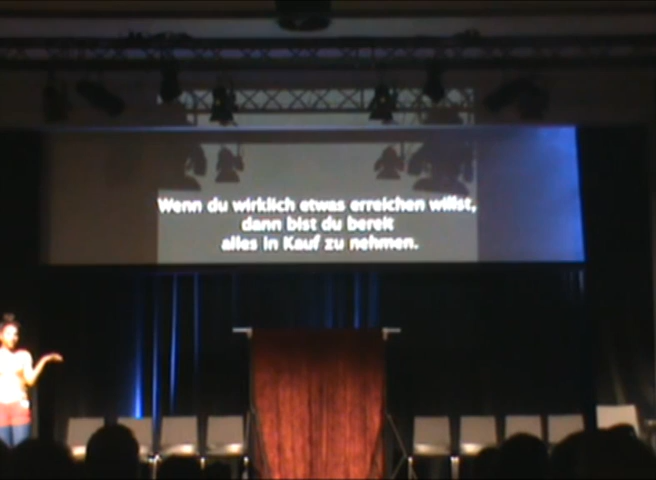 Wenn du wirklich etwas erreichen willst,
dann bist du bereit
alles in Kauf zu nehmen.